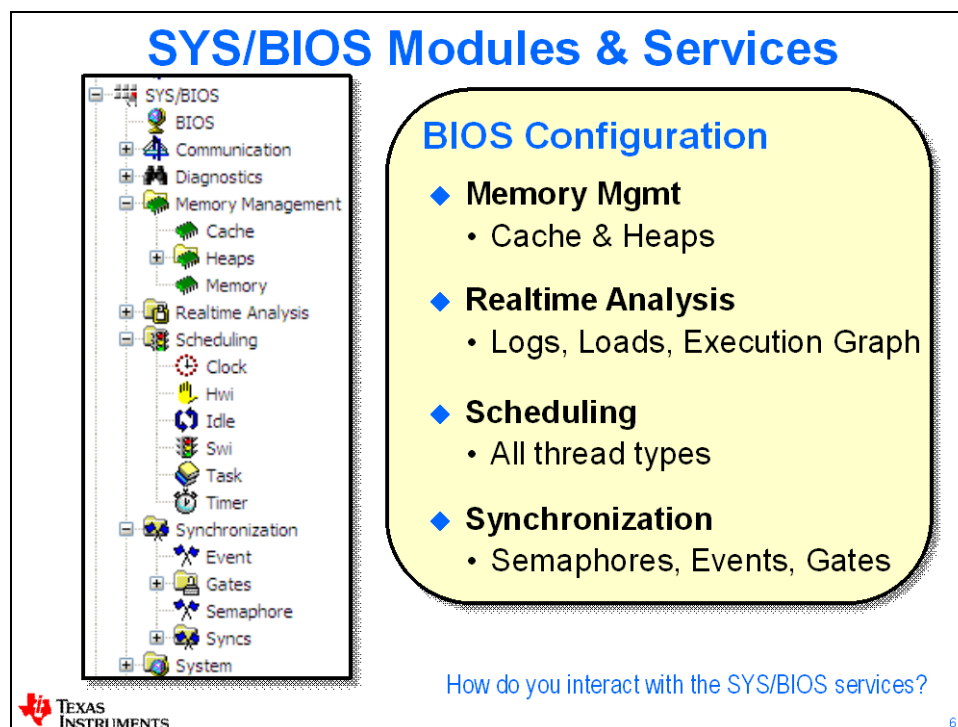 SYS/BIOS Modules & Services
SYS/BIOS
BIOS
Communication
Diagnostics
Memory Management
Cache
Heaps
Memory
Realtime Analysis
Scheduling
Clock
Hwi
Idle
Swi
Task
Timer
Synchronization
Event
Gates
Semaphore
Syncs
System
BIOS Configuration
◆ Memory Mgmt
• Cache & Heaps
◆ Realtime Analysis
• Logs, Loads, Execution Graph
◆ Scheduling
• All thread types
◆ Synchronization
• Semaphores, Events, Gates
How do you interact with the SYS/BIOS services?
TEXAS
INSTRUMENTS
6